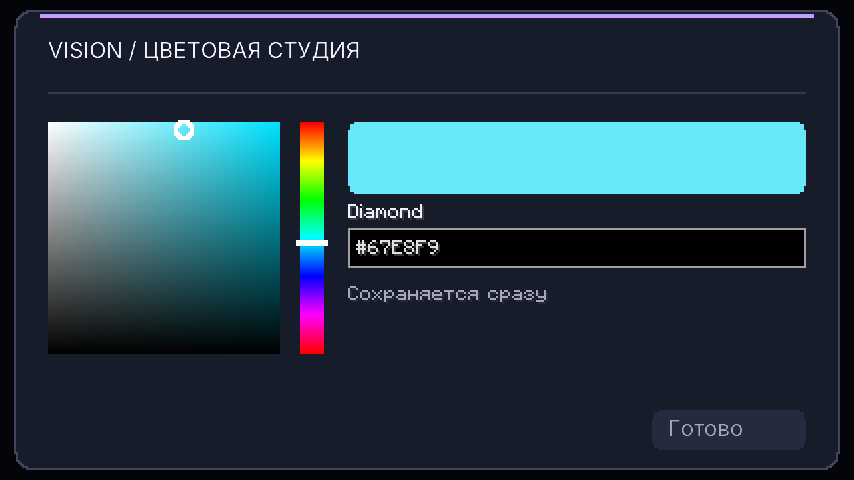 VISION / ЦВЕТОВАЯ СТУДИЯ
Diamond
#67E8F9
Сохраняется сразу
Готово